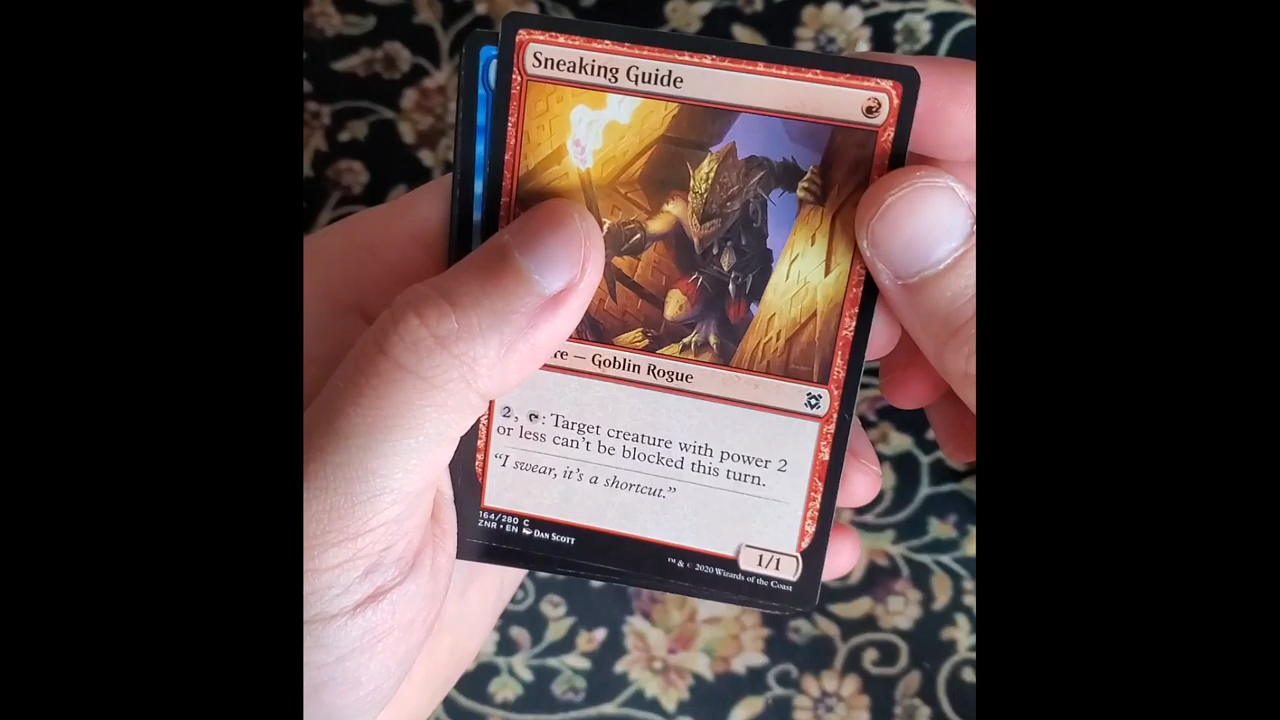 Sneaking Guide
re — Goblin Rogue
2, : Target creature with power 2
or less can't be blocked this turn.
"I swear, it's a shortcut."
164/280 C
ZNR • EN DAN SCOTT
1/1
™ & © 2020 Wizards of the Coast